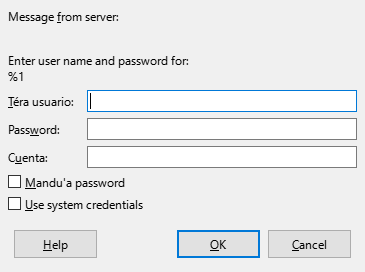 Message from server:
Enter user name and password for:
%1
Téra usuario:
Password:
Cuenta:
Mandu'a password
Use system credentials
Help
OK
Cancel